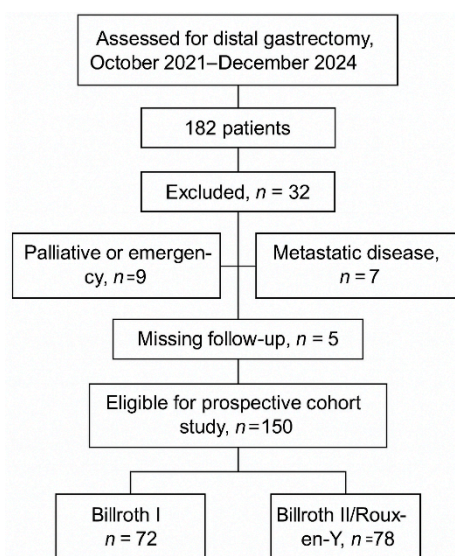 Assessed for distal gastrectomy,
October 2021–December 2024
182 patients
Excluded, n = 32
Palliative or emergen-
cy, n=9
Metastatic disease,
n = 7
Missing follow-up, n = 5
Eligible for prospective cohort
study, n=150
Billroth I
n = 72
Billroth II/Roux-
en-Y, n=78